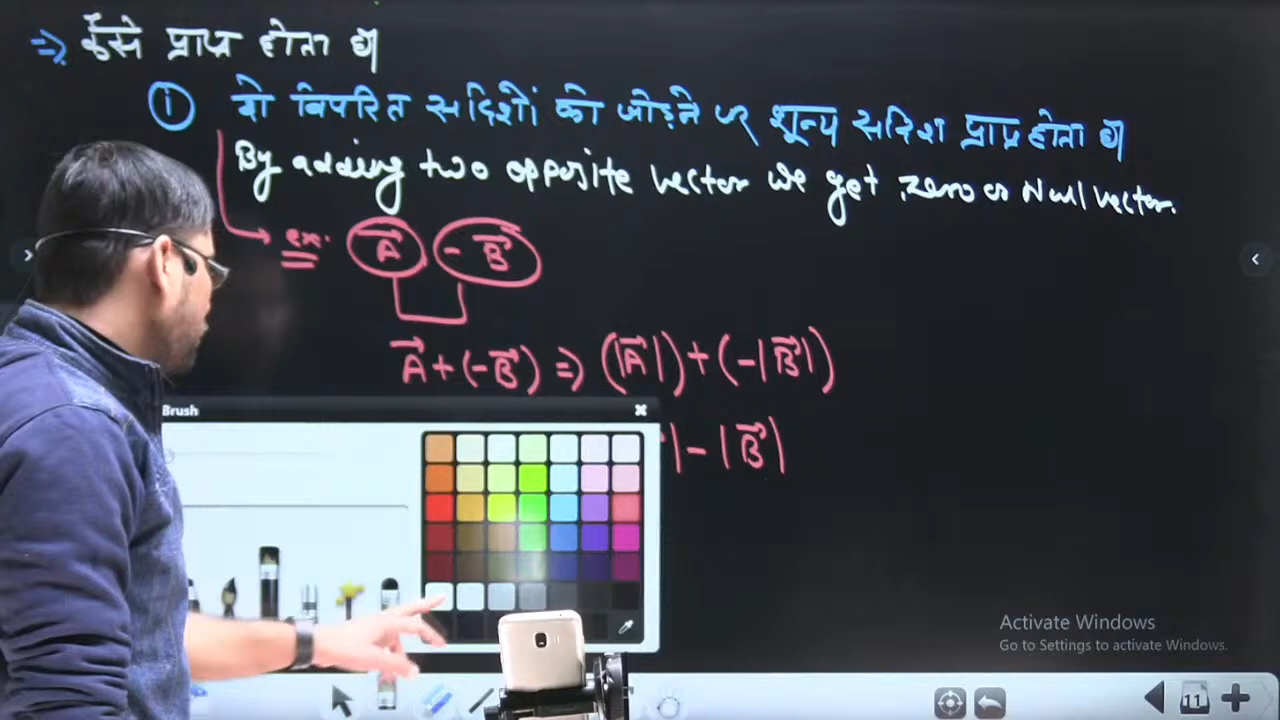 ⇒ कैसे प्राप्त होता है।
① दो विपरित सदिशों को जोड़ने पर शून्य सदिश प्राप्त होता है।
By adding two opposite vector we get zero or Null vector.
ex. A⃗ - B⃗
A⃗ + (-B⃗) ⇒ (|A⃗|) + (-|B⃗|)
Brush
| - |B⃗|
Activate Windows
Go to Settings to activate Windows.
11